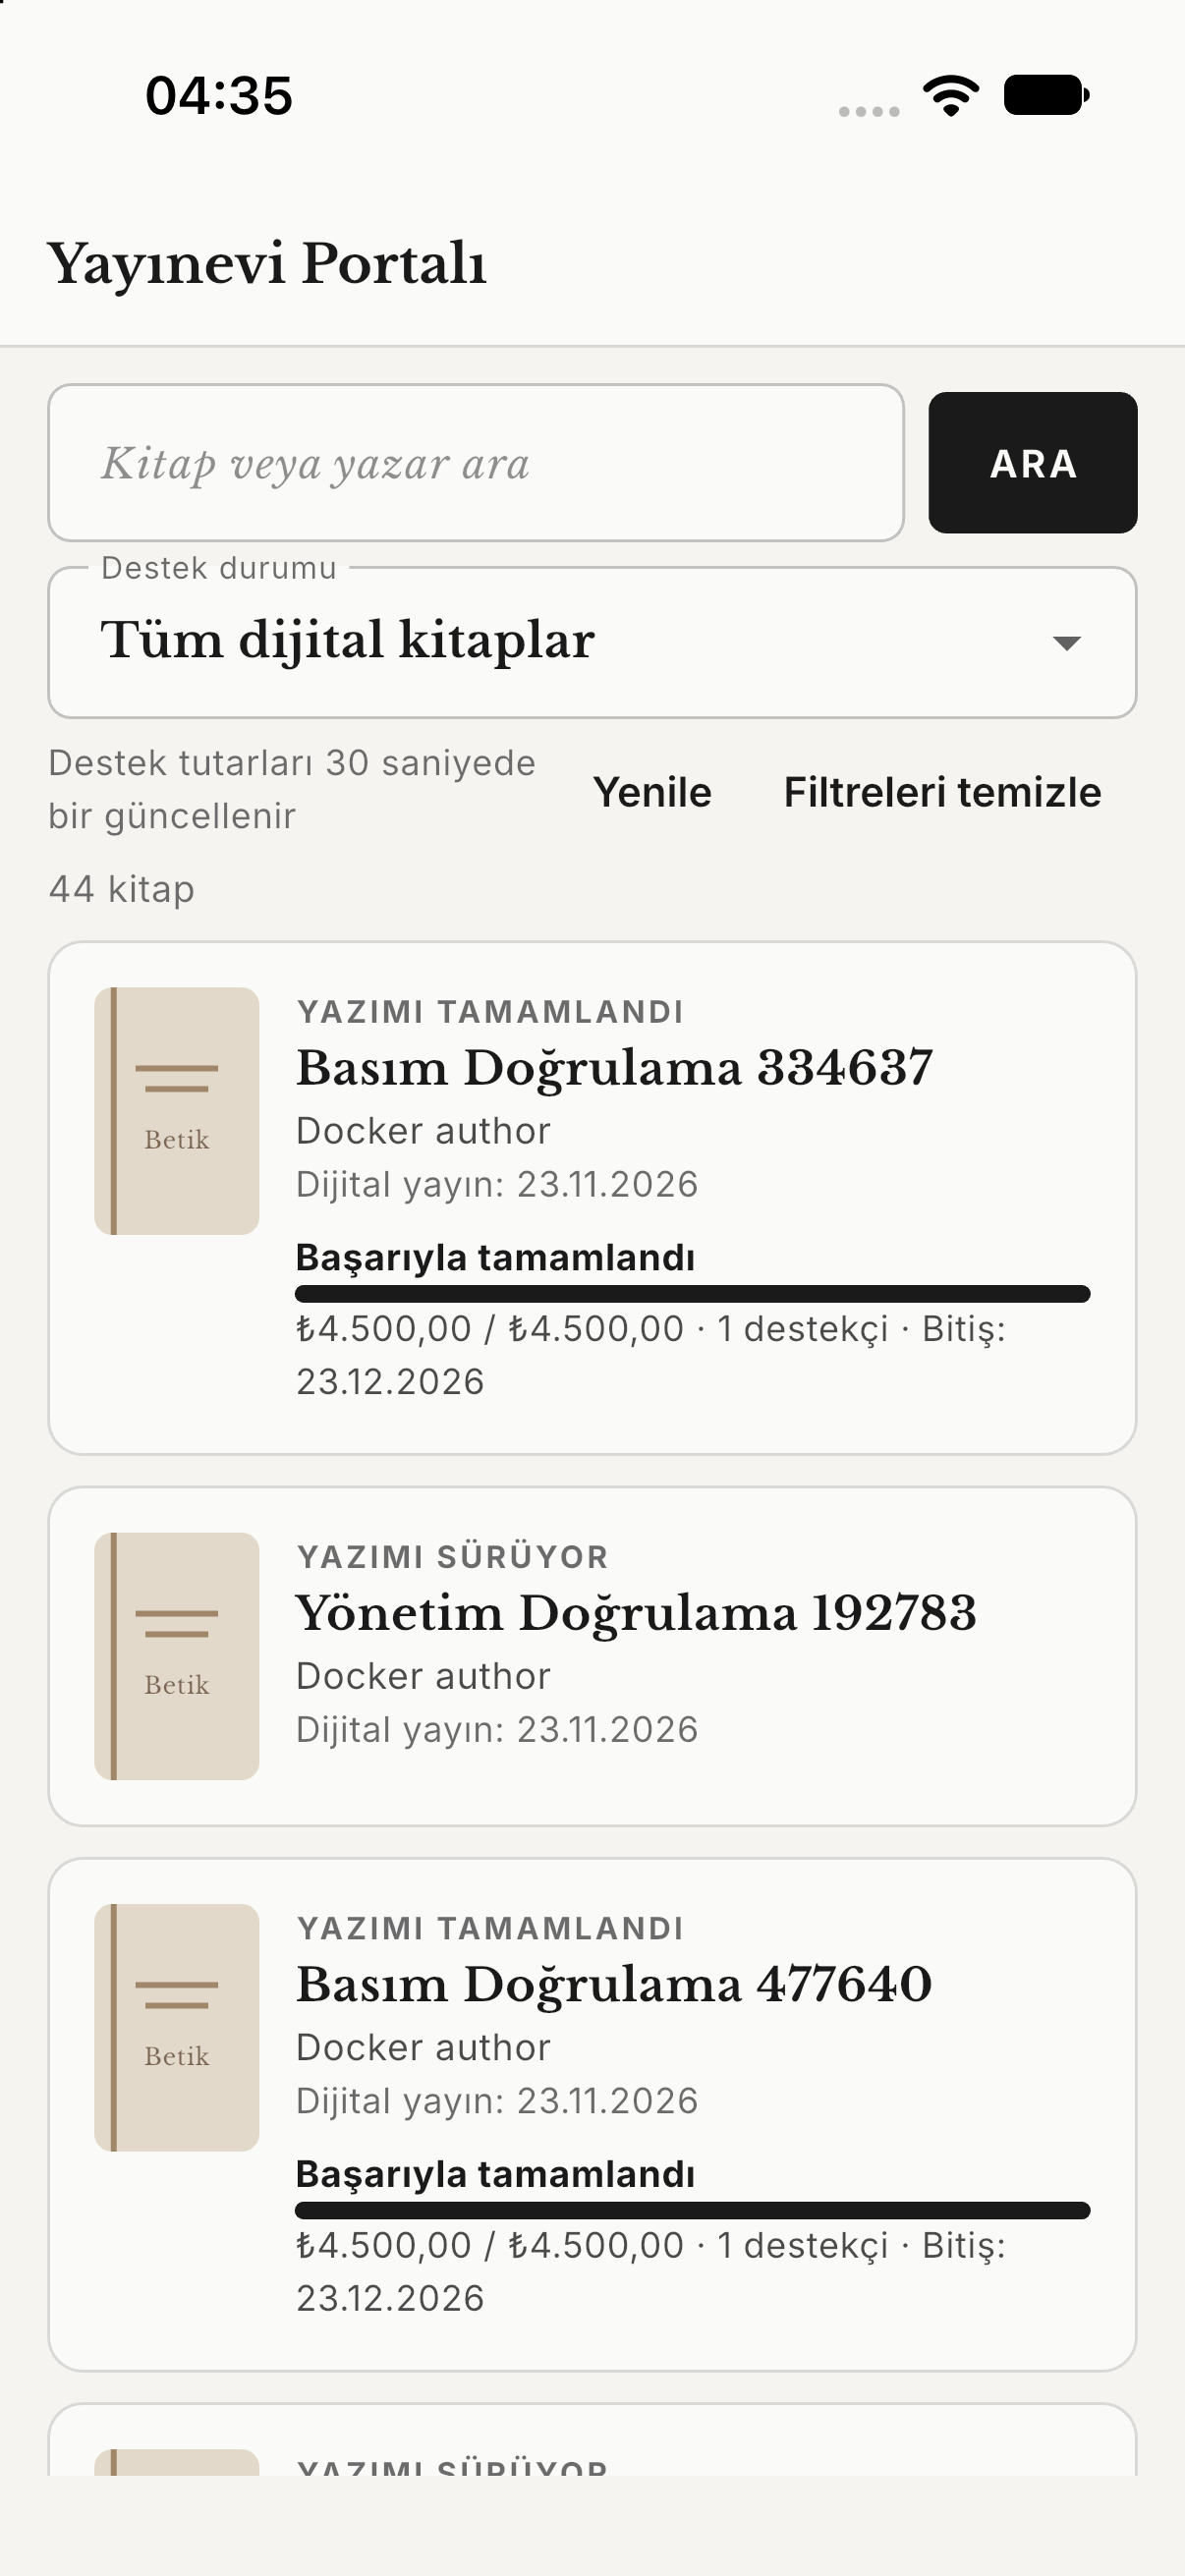 04:35
Yayınevi Portalı
Kitap veya yazar ara
ARA
Destek durumu
Tüm dijital kitaplar
Destek tutarları 30 saniyede
bir güncellenir
Yenile
Filtreleri temizle
44 kitap
Betik
YAZIMI TAMAMLANDI
Basım Doğrulama 334637
Docker author
Dijital yayın: 23.11.2026
Başarıyla tamamlandı
₺4.500,00 / ₺4.500,00 · 1 destekçi · Bitiş:
23.12.2026
Betik
YAZIMI SÜRÜYOR
Yönetim Doğrulama 192783
Docker author
Dijital yayın: 23.11.2026
Betik
YAZIMI TAMAMLANDI
Basım Doğrulama 477640
Docker author
Dijital yayın: 23.11.2026
Başarıyla tamamlandı
₺4.500,00 / ₺4.500,00 · 1 destekçi · Bitiş:
23.12.2026
YAZIMI SÜRÜYOR